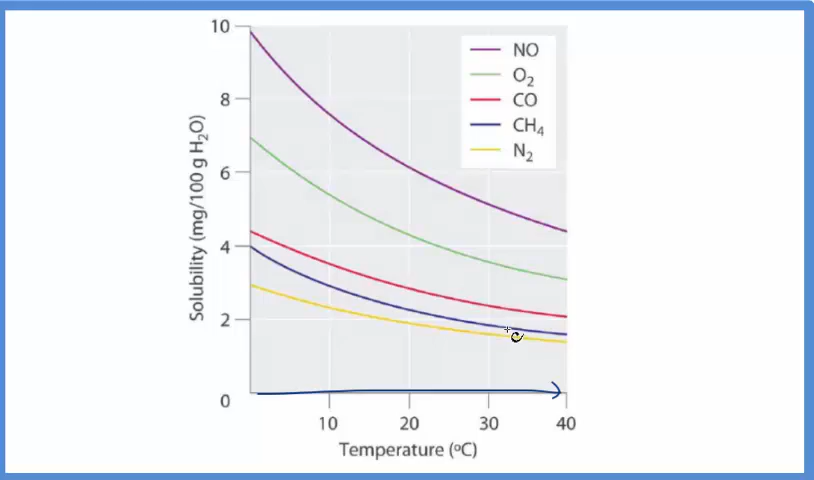 10
8
6
4
2
0
Solubility (mg/100 g H₂O)
NO
O₂
CO
CH₄
N₂
10 20 30 40
Temperature (ºC)